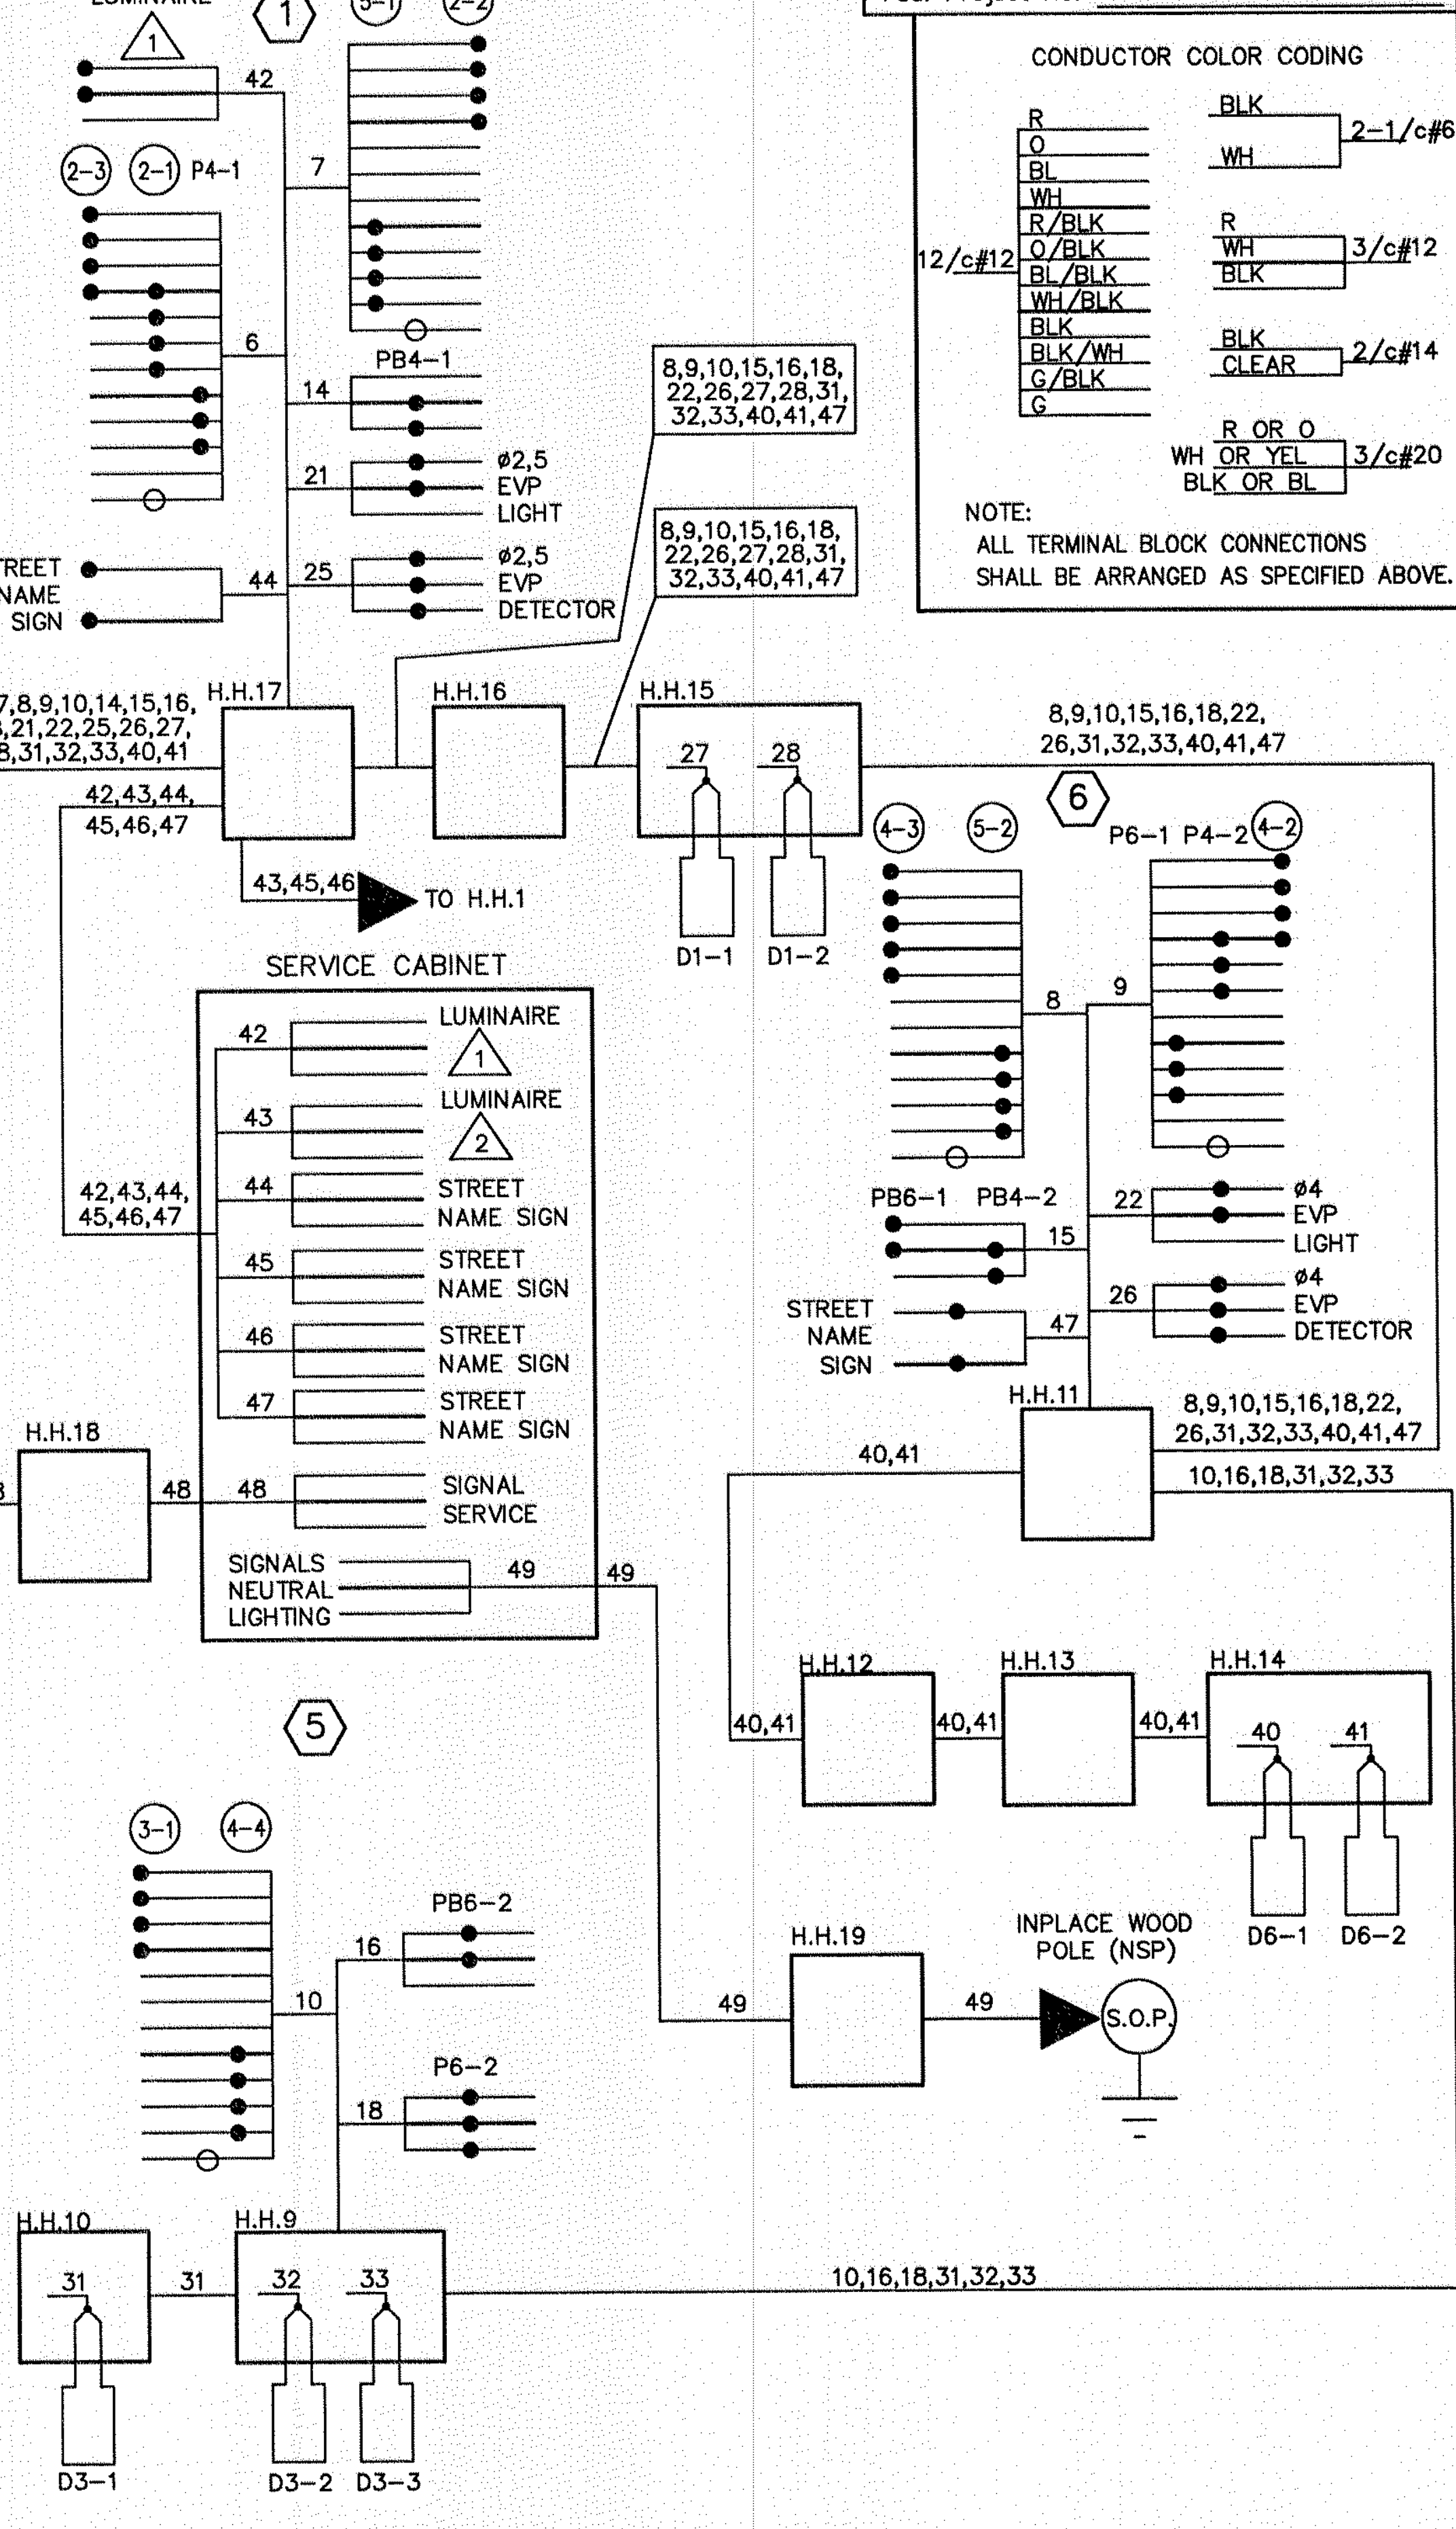 1
5-1
2-2
1
42
2-3
2-1
P4-1
7
6
PB4-1
14
21
ø2,5
EVP
LIGHT
25
ø2,5
EVP
DETECTOR
NAME
SIGN
44
CONDUCTOR COLOR CODING
R
O
BL
WH
R/BLK
O/BLK
BL/BLK
WH/BLK
BLK
BLK/WH
G/BLK
G
12/c#12
BLK
WH
2-1/c#6
R
WH
BLK
3/c#12
BLK
CLEAR
2/c#14
R OR O
WH OR YEL
BLK OR BL
3/c#20
NOTE:
ALL TERMINAL BLOCK CONNECTIONS
SHALL BE ARRANGED AS SPECIFIED ABOVE.
8,9,10,15,16,18,
22,26,27,28,31,
32,33,40,41,47
8,9,10,15,16,18,
22,26,27,28,31,
32,33,40,41,47
7,8,9,10,14,15,16,
,21,22,25,26,27,
8,31,32,33,40,41
H.H.17
H.H.16
H.H.15
27
28
D1-1
D1-2
8,9,10,15,16,18,22,
26,31,32,33,40,41,47
42,43,44,
45,46,47
43,45,46
TO H.H.1
6
4-3
5-2
P6-1
P4-2
4-2
8
9
PB6-1
PB4-2
15
22
ø4
EVP
LIGHT
26
ø4
EVP
DETECTOR
STREET
NAME
SIGN
47
SERVICE CABINET
42
LUMINAIRE
1
43
LUMINAIRE
2
42,43,44,
45,46,47
44
STREET
NAME SIGN
45
STREET
NAME SIGN
46
STREET
NAME SIGN
47
STREET
NAME SIGN
H.H.18
48
48
SIGNAL
SERVICE
SIGNALS
NEUTRAL
LIGHTING
49
49
H.H.11
8,9,10,15,16,18,22,
26,31,32,33,40,41,47
40,41
10,16,18,31,32,33
H.H.12
H.H.13
H.H.14
40,41
40,41
40,41
40
41
D6-1
D6-2
5
3-1
4-4
10
PB6-2
16
P6-2
18
H.H.19
49
49
INPLACE WOOD
POLE (NSP)
S.O.P.
H.H.10
31
31
H.H.9
32
33
10,16,18,31,32,33
D3-1
D3-2
D3-3